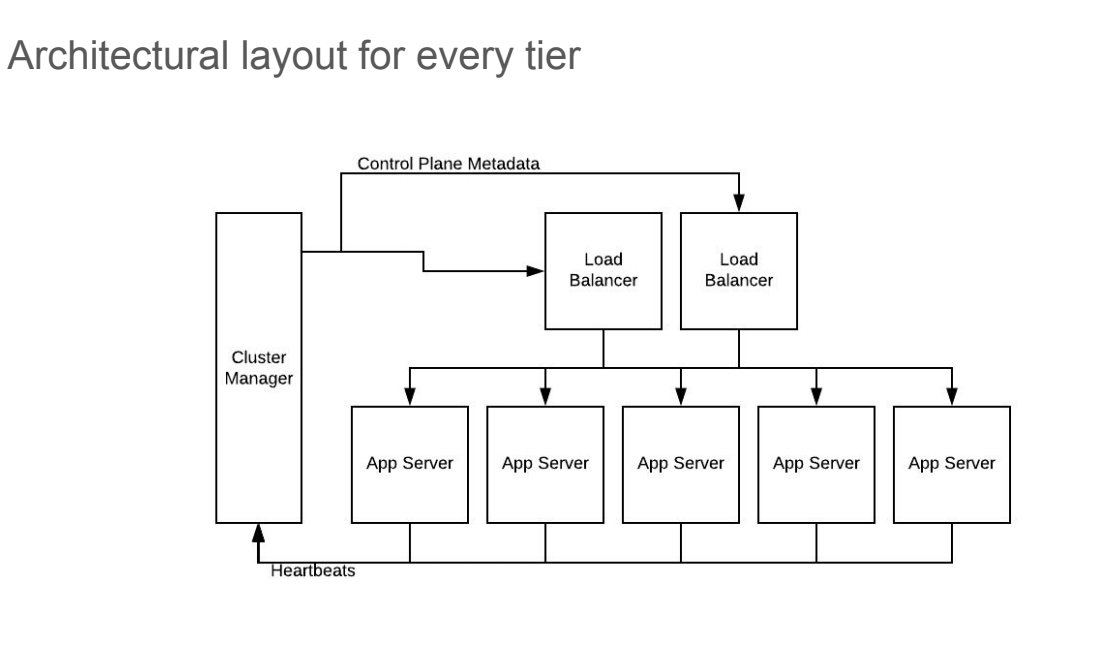 Architectural layout for every tier
Control Plane Metadata
Load
Balancer
Load
Balancer
Cluster
Manager
App Server
App Server
App Server
App Server
App Server
Heartbeats